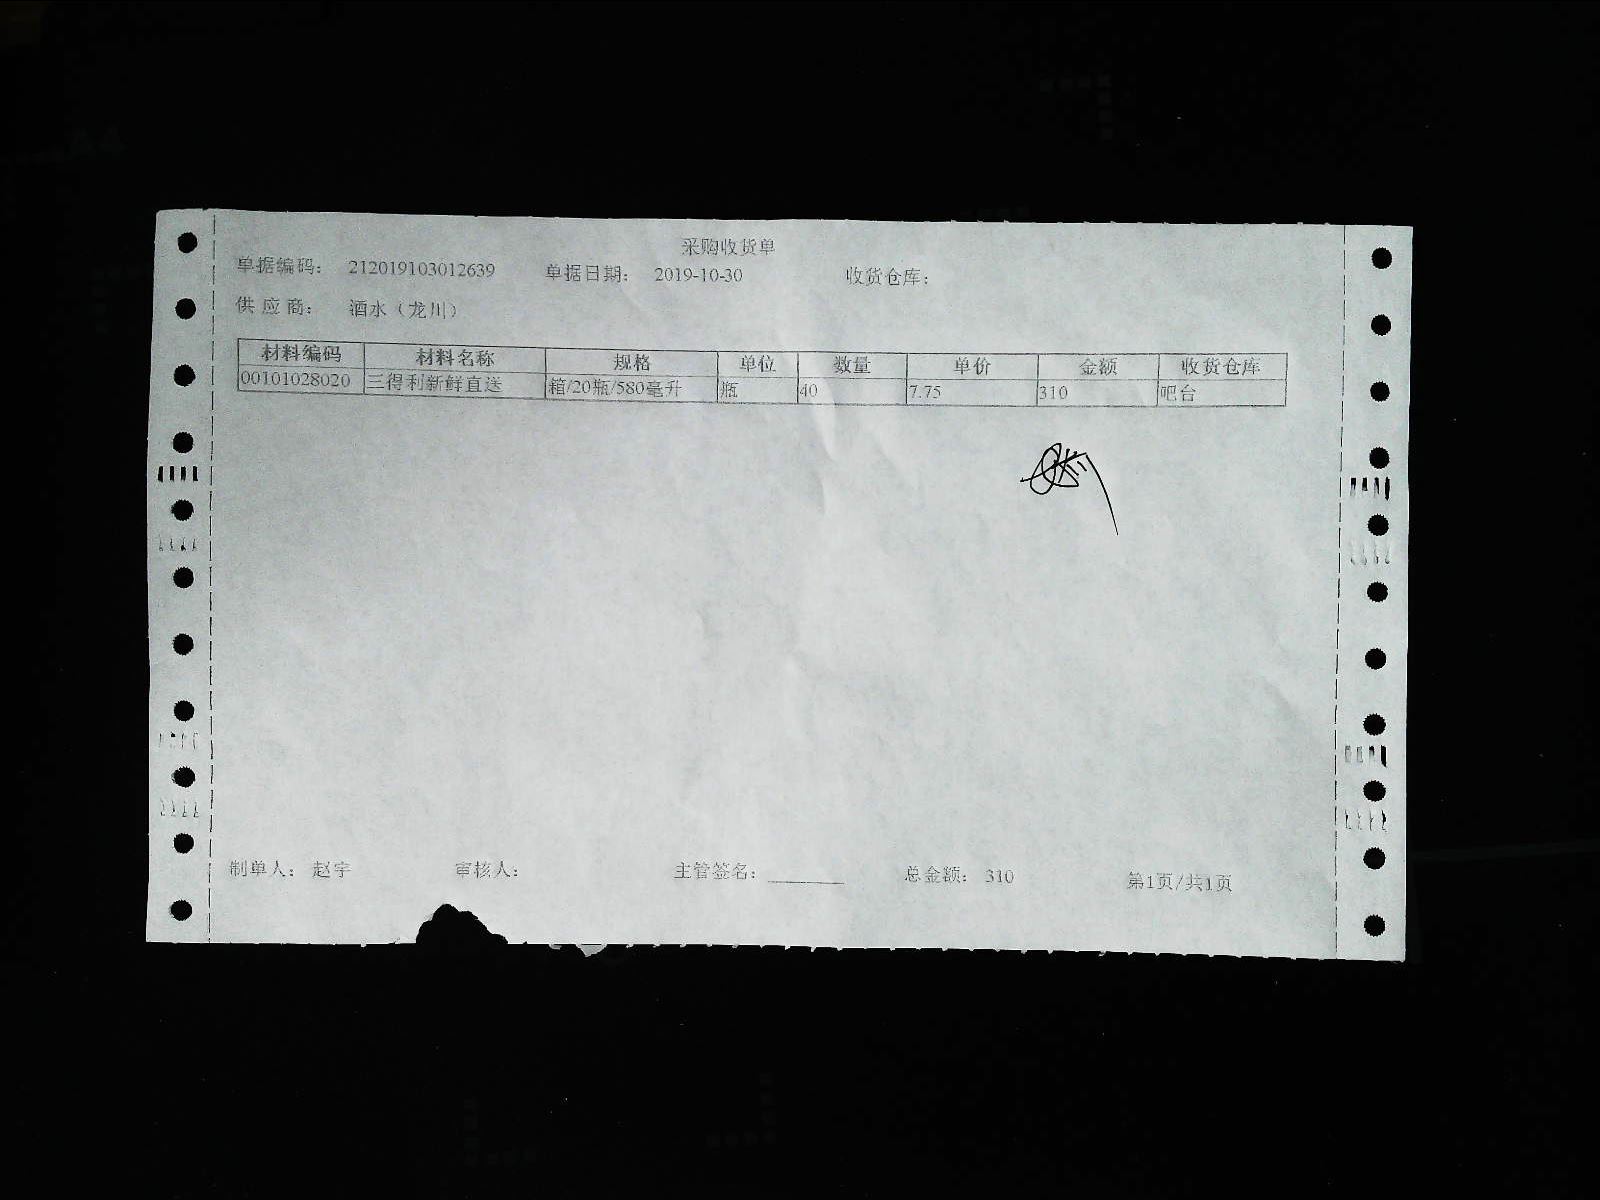 采购收货单
单据编码： 212019103012639 单据日期： 2019-10-30 收货仓库：
供 应 商： 酒水（龙川）
材料编码 材料名称 规格 单位 数量 单价 金额 收货仓库
00101028020 三得利新鲜直送 箱/20瓶/580毫升 瓶 40 7.75 310 吧台
制单人： 赵宇 审核人： 主管签名： 总金额： 310 第1页/共1页